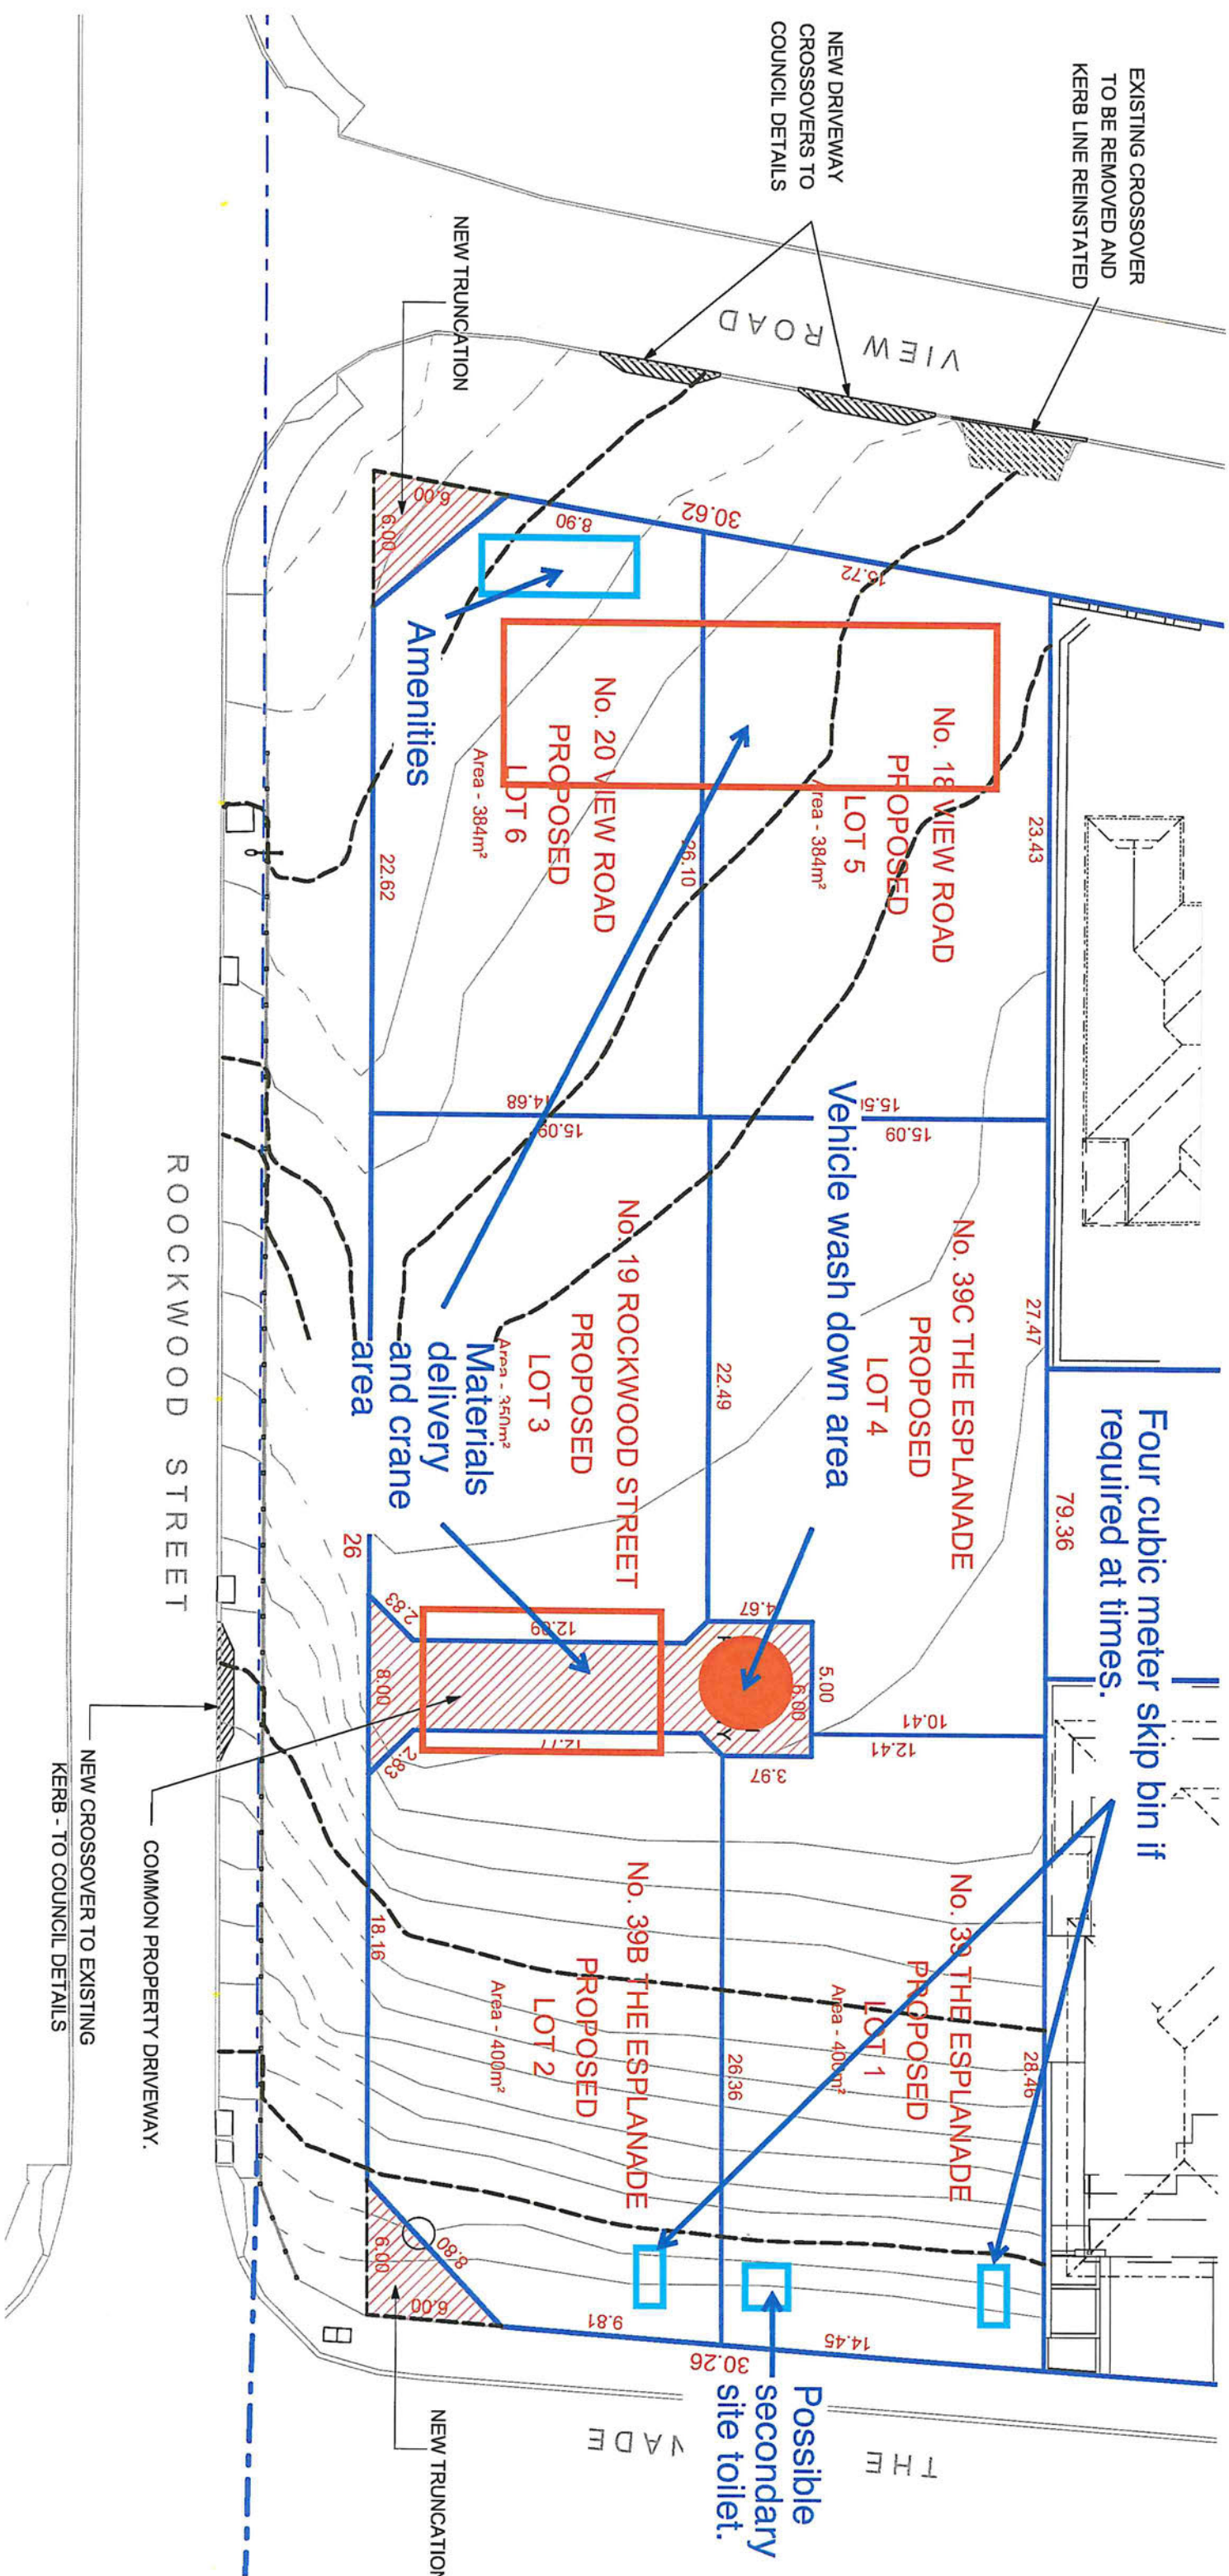 EXISTING CROSSOVER
TO BE REMOVED AND
KERB LINE REINSTATED
NEW DRIVEWAY
CROSSOVERS TO
COUNCIL DETAILS
VIEW ROAD
NEW TRUNCATION
6.00
6.00
8.90
30.62
15.72
Amenities
No. 18 VIEW ROAD
PROPOSED
LOT 5
Area - 384m²
No. 20 VIEW ROAD
PROPOSED
LOT 6
Area - 384m²
23.43
26.10
22.62
14.68
15.09
15.09
Vehicle wash down area
No. 39C THE ESPLANADE
PROPOSED
LOT 4
27.47
22.49
No. 19 ROCKWOOD STREET
PROPOSED
LOT 3
Area - 350m²
Materials
delivery
and crane
area
ROOCKWOOD STREET
Four cubic meter skip bin if
required at times.
79.36
26
2.83
12.69
4.67
8.00
5.00
6.00
10.41
12.41
12.77
3.97
2.83
NEW CROSSOVER TO EXISTING
KERB - TO COUNCIL DETAILS
COMMON PROPERTY DRIVEWAY.
No. 39 THE ESPLANADE
PROPOSED
LOT 1
Area - 400m²
28.46
26.36
No. 39B THE ESPLANADE
PROPOSED
LOT 2
Area - 400m²
18.16
8.80
6.00
6.00
9.81
14.45
30.26
Possible
secondary
site toilet.
THE
VADE
NEW TRUNCATION